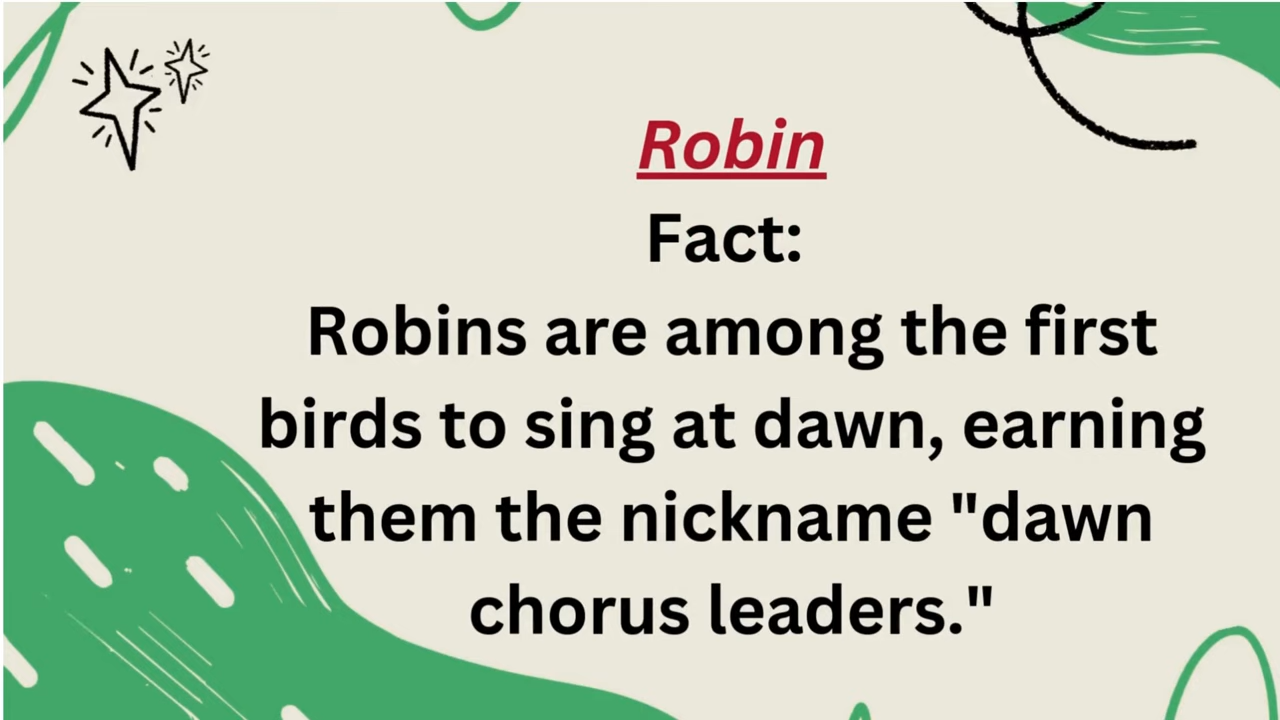 Robin
Fact:
Robins are among the first
birds to sing at dawn, earning
them the nickname "dawn
chorus leaders."